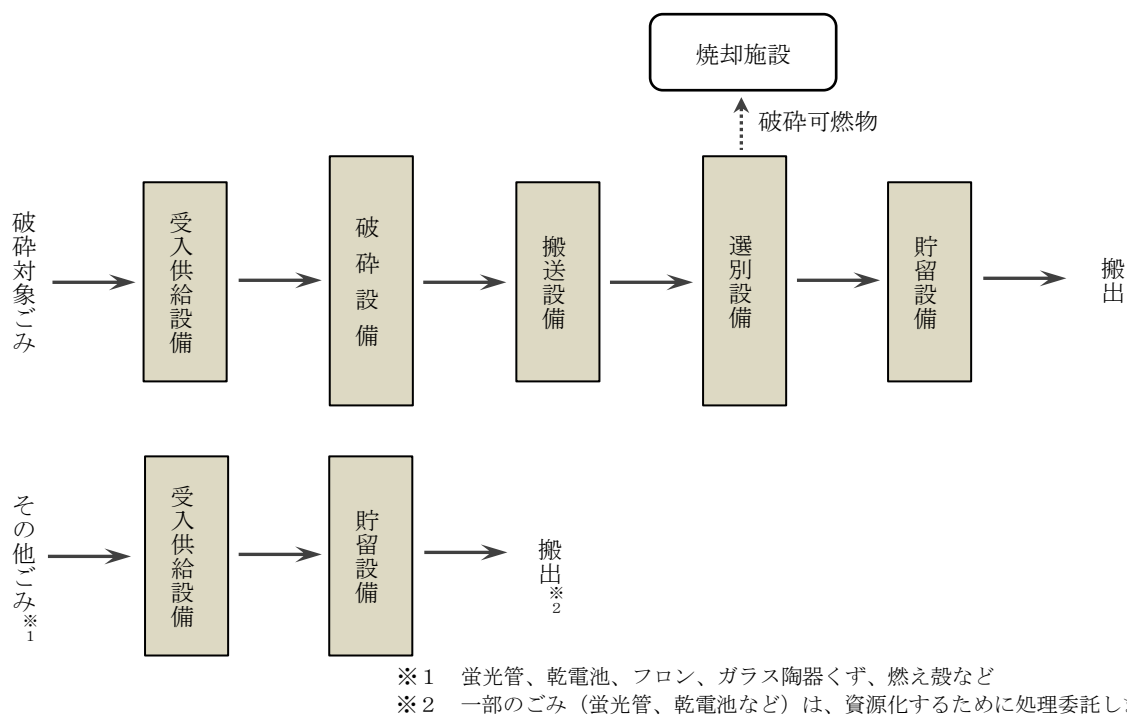 焼却施設
破砕可燃物
破砕対象ごみ
受入供給設備
破砕設備
搬送設備
選別設備
貯留設備
搬出
その他ごみ※1
受入供給設備
貯留設備
搬出※2
※１　蛍光管、乾電池、フロン、ガラス陶器くず、燃え殻など
※２　一部のごみ（蛍光管、乾電池など）は、資源化するために処理委託し